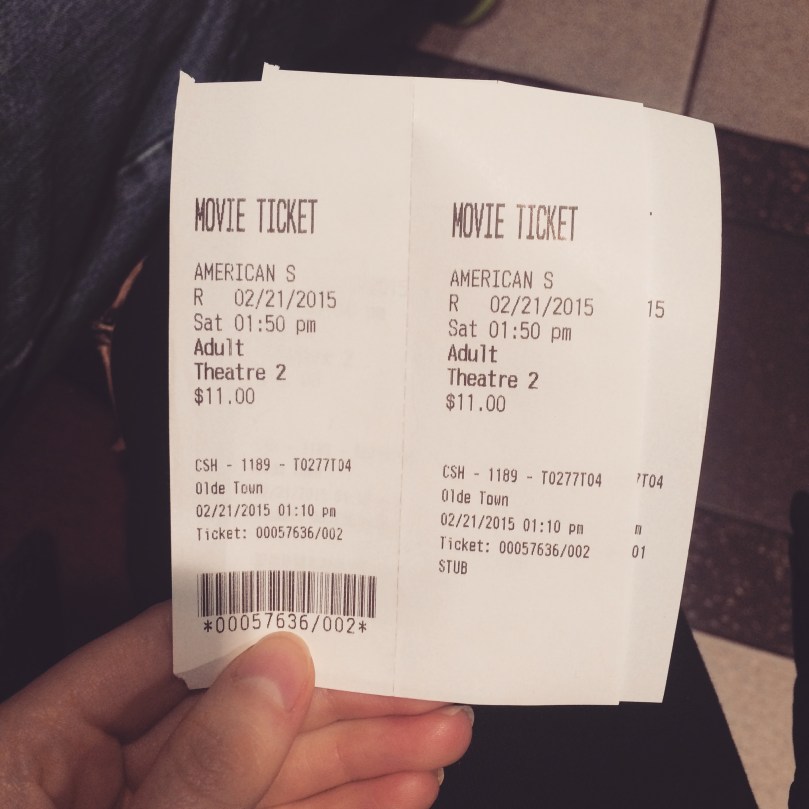 MOVIE TICKET
AMERICAN S
R 02/21/2015
Sat 01:50 pm
Adult
Theatre 2
$11.00
CSH - 1189 - T0277T04
Olde Town
02/21/2015 01:10 pm
Ticket: 00057636/002
*00057636/002*
MOVIE TICKET
AMERICAN S
R 02/21/2015
Sat 01:50 pm
Adult
Theatre 2
$11.00
CSH - 1189 - T0277T04
Olde Town
02/21/2015 01:10 pm
Ticket: 00057636/002
STUB
15
7T04
m
01